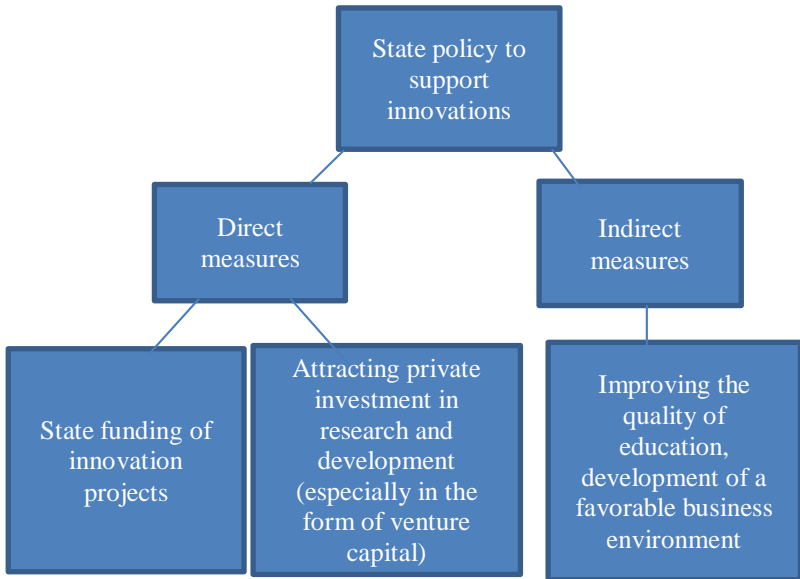 State policy to
support
innovations
Direct
measures
Indirect
measures
State funding of
innovation
projects
Attracting private
investment in
research and
development
(especially in the
form of venture
capital)
Improving the
quality of
education,
development of a
favorable business
environment